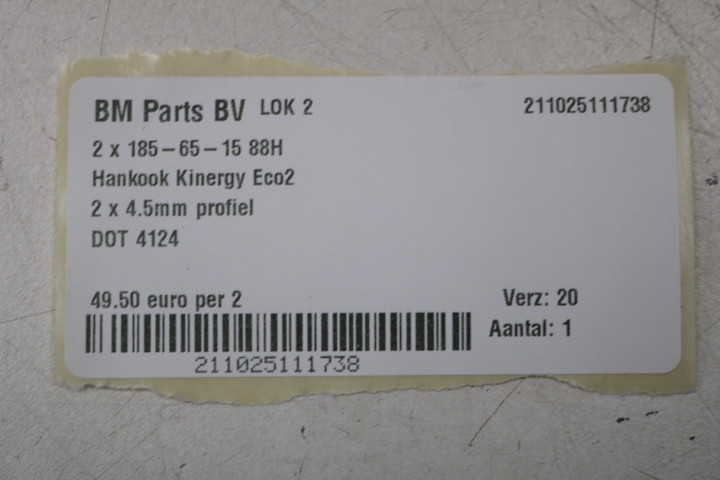 BM Parts BV LOK 2 211025111738
2 x 185-65-15 88H
Hankook Kinergy Eco2
2 x 4.5mm profiel
DOT 4124
49.50 euro per 2 Verz: 20
Aantal: 1
211025111738